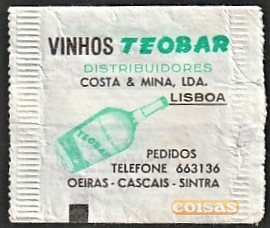 VINHOS TEOBAR
DISTRIBUIDORES
COSTA & MINA, LDA.
LISBOA
TEOBAR
PEDIDOS
TELEFONE 663136
OEIRAS - CASCAIS - SINTRA
coisas